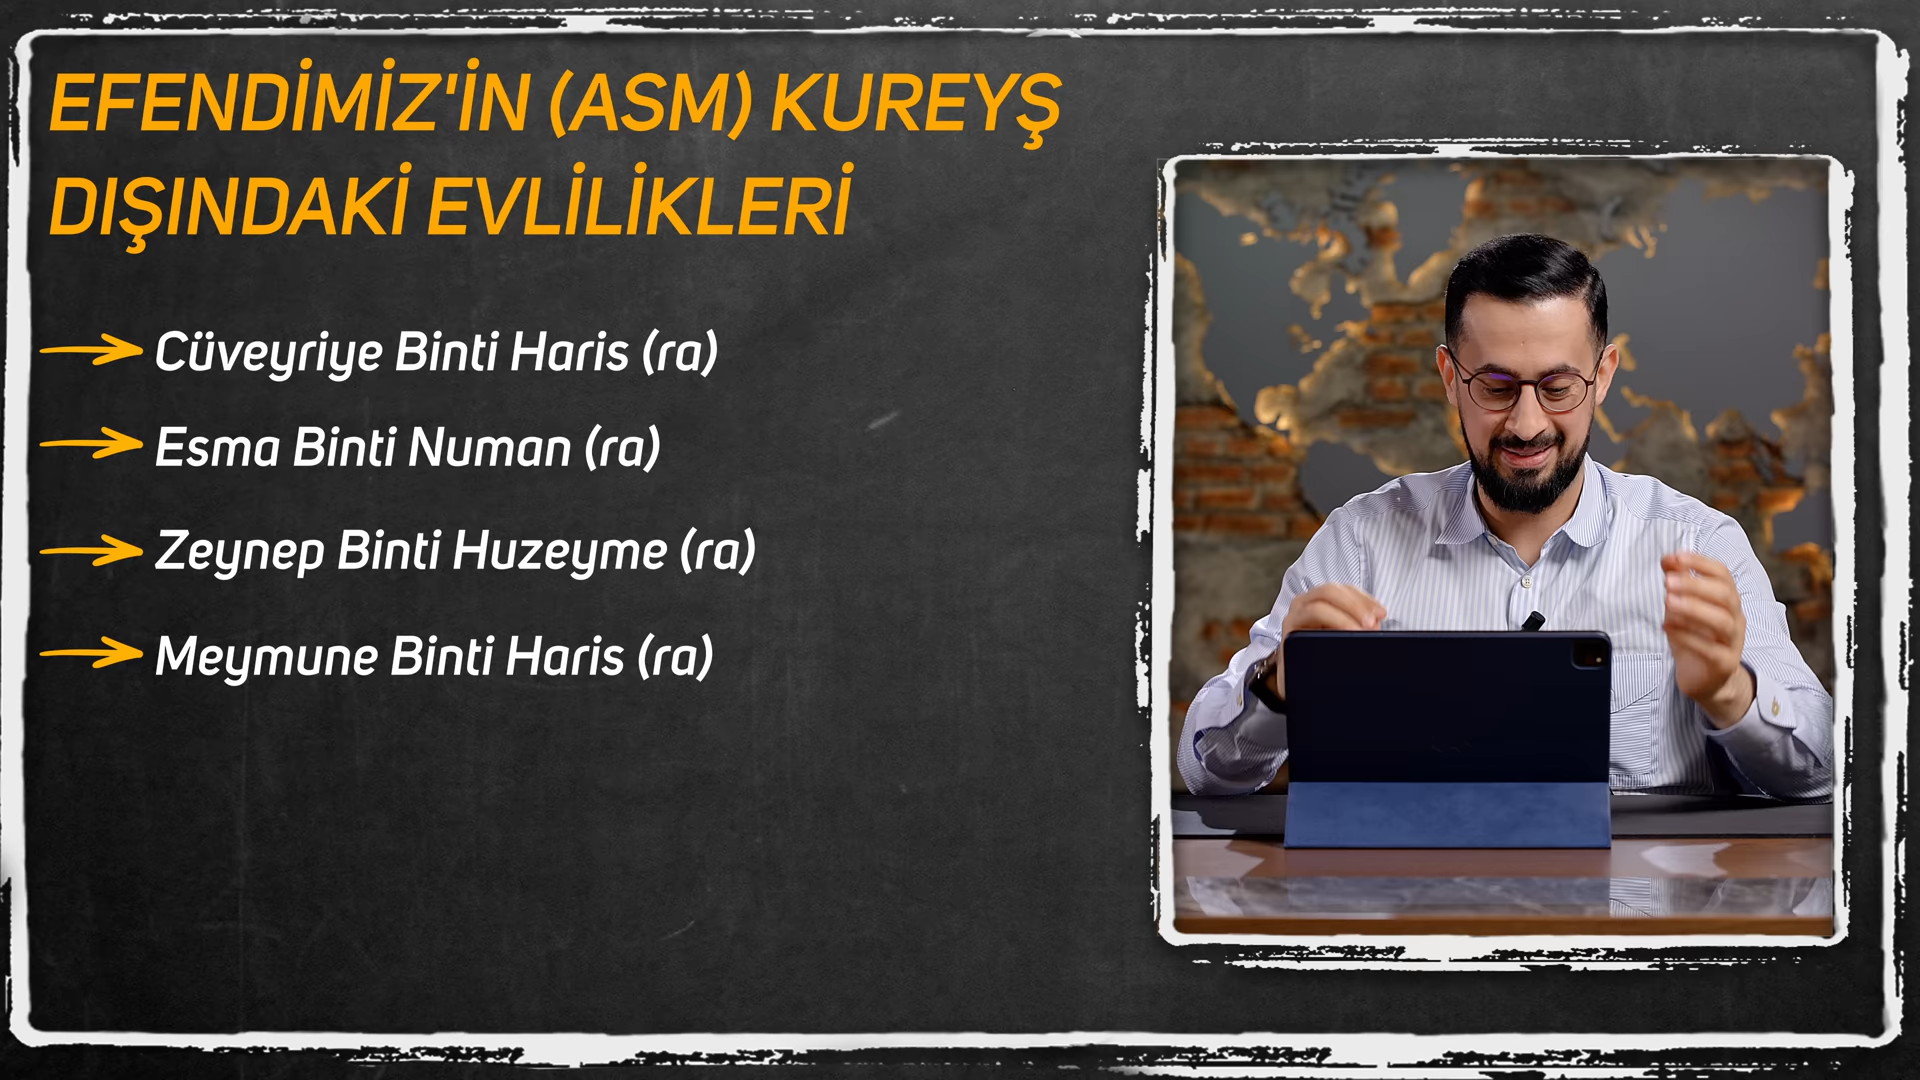 EFENDİMİZ'İN (ASM) KUREYŞ
DIŞINDAKİ EVLİLİKLERİ
Cüveyriye Binti Haris (ra)
Esma Binti Numan (ra)
Zeynep Binti Huzeyme (ra)
Meymune Binti Haris (ra)